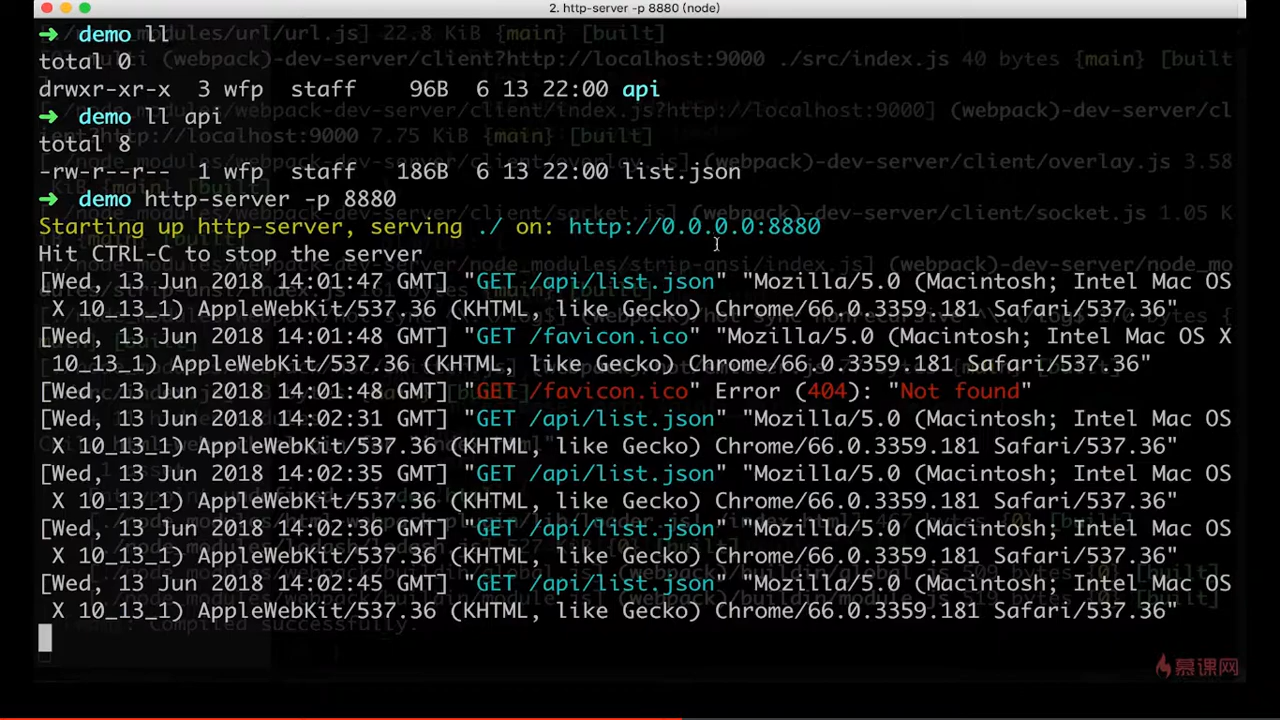 2. http-server -p 8880 (node)
➜  demo ll
total 0
drwxr-xr-x  3 wfp  staff    96B  6 13 22:00 api
➜  demo ll api
total 8
-rw-r--r--  1 wfp  staff   186B  6 13 22:00 list.json
➜  demo http-server -p 8880
Starting up http-server, serving ./ on: http://0.0.0.0:8880
Hit CTRL-C to stop the server
[Wed, 13 Jun 2018 14:01:47 GMT] "GET /api/list.json" "Mozilla/5.0 (Macintosh; Intel Mac OS
X 10_13_1) AppleWebKit/537.36 (KHTML, like Gecko) Chrome/66.0.3359.181 Safari/537.36"
[Wed, 13 Jun 2018 14:01:48 GMT] "GET /favicon.ico" "Mozilla/5.0 (Macintosh; Intel Mac OS X
10_13_1) AppleWebKit/537.36 (KHTML, like Gecko) Chrome/66.0.3359.181 Safari/537.36"
[Wed, 13 Jun 2018 14:01:48 GMT] "GET /favicon.ico" Error (404): "Not found"
[Wed, 13 Jun 2018 14:02:31 GMT] "GET /api/list.json" "Mozilla/5.0 (Macintosh; Intel Mac OS
X 10_13_1) AppleWebKit/537.36 (KHTML, like Gecko) Chrome/66.0.3359.181 Safari/537.36"
[Wed, 13 Jun 2018 14:02:35 GMT] "GET /api/list.json" "Mozilla/5.0 (Macintosh; Intel Mac OS
X 10_13_1) AppleWebKit/537.36 (KHTML, like Gecko) Chrome/66.0.3359.181 Safari/537.36"
[Wed, 13 Jun 2018 14:02:36 GMT] "GET /api/list.json" "Mozilla/5.0 (Macintosh; Intel Mac OS
X 10_13_1) AppleWebKit/537.36 (KHTML, like Gecko) Chrome/66.0.3359.181 Safari/537.36"
[Wed, 13 Jun 2018 14:02:45 GMT] "GET /api/list.json" "Mozilla/5.0 (Macintosh; Intel Mac OS
X 10_13_1) AppleWebKit/537.36 (KHTML, like Gecko) Chrome/66.0.3359.181 Safari/537.36"
慕课网